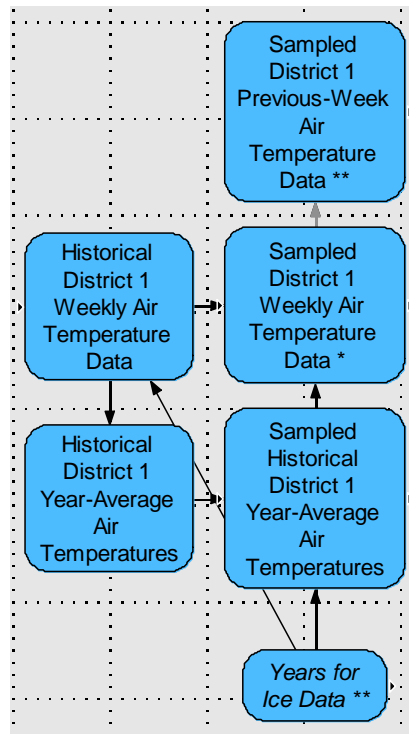 Sampled
District 1
Previous-Week
Air
Temperature
Data **
Historical
District 1
Weekly Air
Temperature
Data
Sampled
District 1
Weekly Air
Temperature
Data *
Historical
District 1
Year-Average
Air
Temperatures
Sampled
Historical
District 1
Year-Average
Air
Temperatures
Years for
Ice Data **